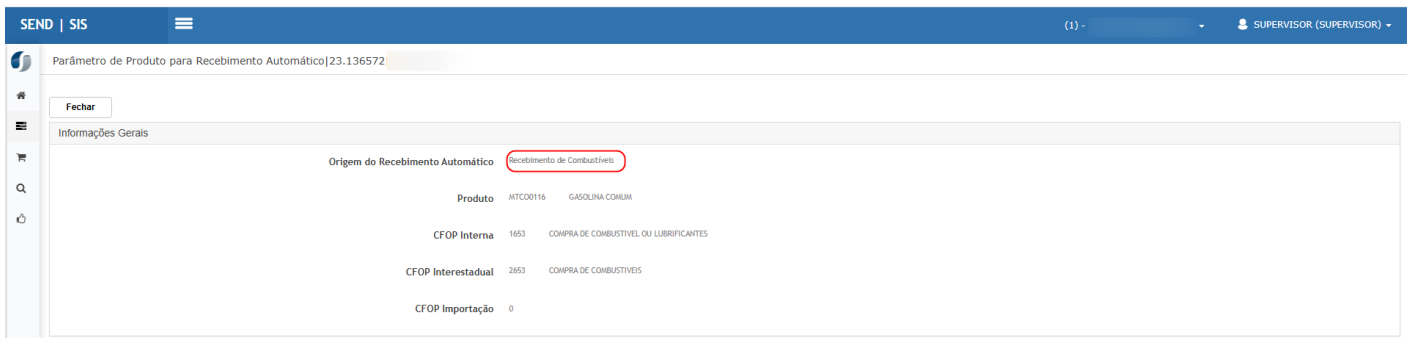 SEND | SIS (1) - SUPERVISOR (SUPERVISOR)
Parâmetro de Produto para Recebimento Automático|23.136572
Fechar
Informações Gerais
Origem do Recebimento Automático Recebimento de Combustíveis
Produto MTCO0116 GASOLINA COMUM
CFOP Interna 1653 COMPRA DE COMBUSTIVEL OU LUBRIFICANTES
CFOP Interestadual 2653 COMPRA DE COMBUSTIVEIS
CFOP Importação 0